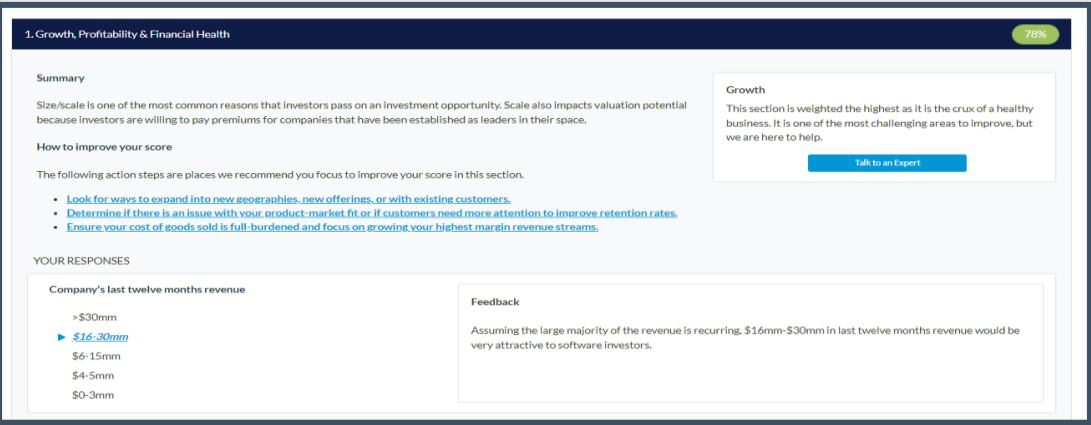 1. Growth, Profitability & Financial Health
78%
Summary
Size/scale is one of the most common reasons that investors pass on an investment opportunity. Scale also impacts valuation potential
because investors are willing to pay premiums for companies that have been established as leaders in their space.
How to improve your score
The following action steps are places we recommend you focus to improve your score in this section.
• Look for ways to expand into new geographies, new offerings, or with existing customers.
• Determine if there is an issue with your product-market fit or if customers need more attention to improve retention rates.
• Ensure your cost of goods sold is full-burdened and focus on growing your highest margin revenue streams.
Growth
This section is weighted the highest as it is the crux of a healthy
business. It is one of the most challenging areas to improve, but
we are here to help.
Talk to an Expert
YOUR RESPONSES
Company's last twelve months revenue
>$30mm
$16-30mm
$6-15mm
$4-5mm
$0-3mm
Feedback
Assuming the large majority of the revenue is recurring, $16mm-$30mm in last twelve months revenue would be
very attractive to software investors.